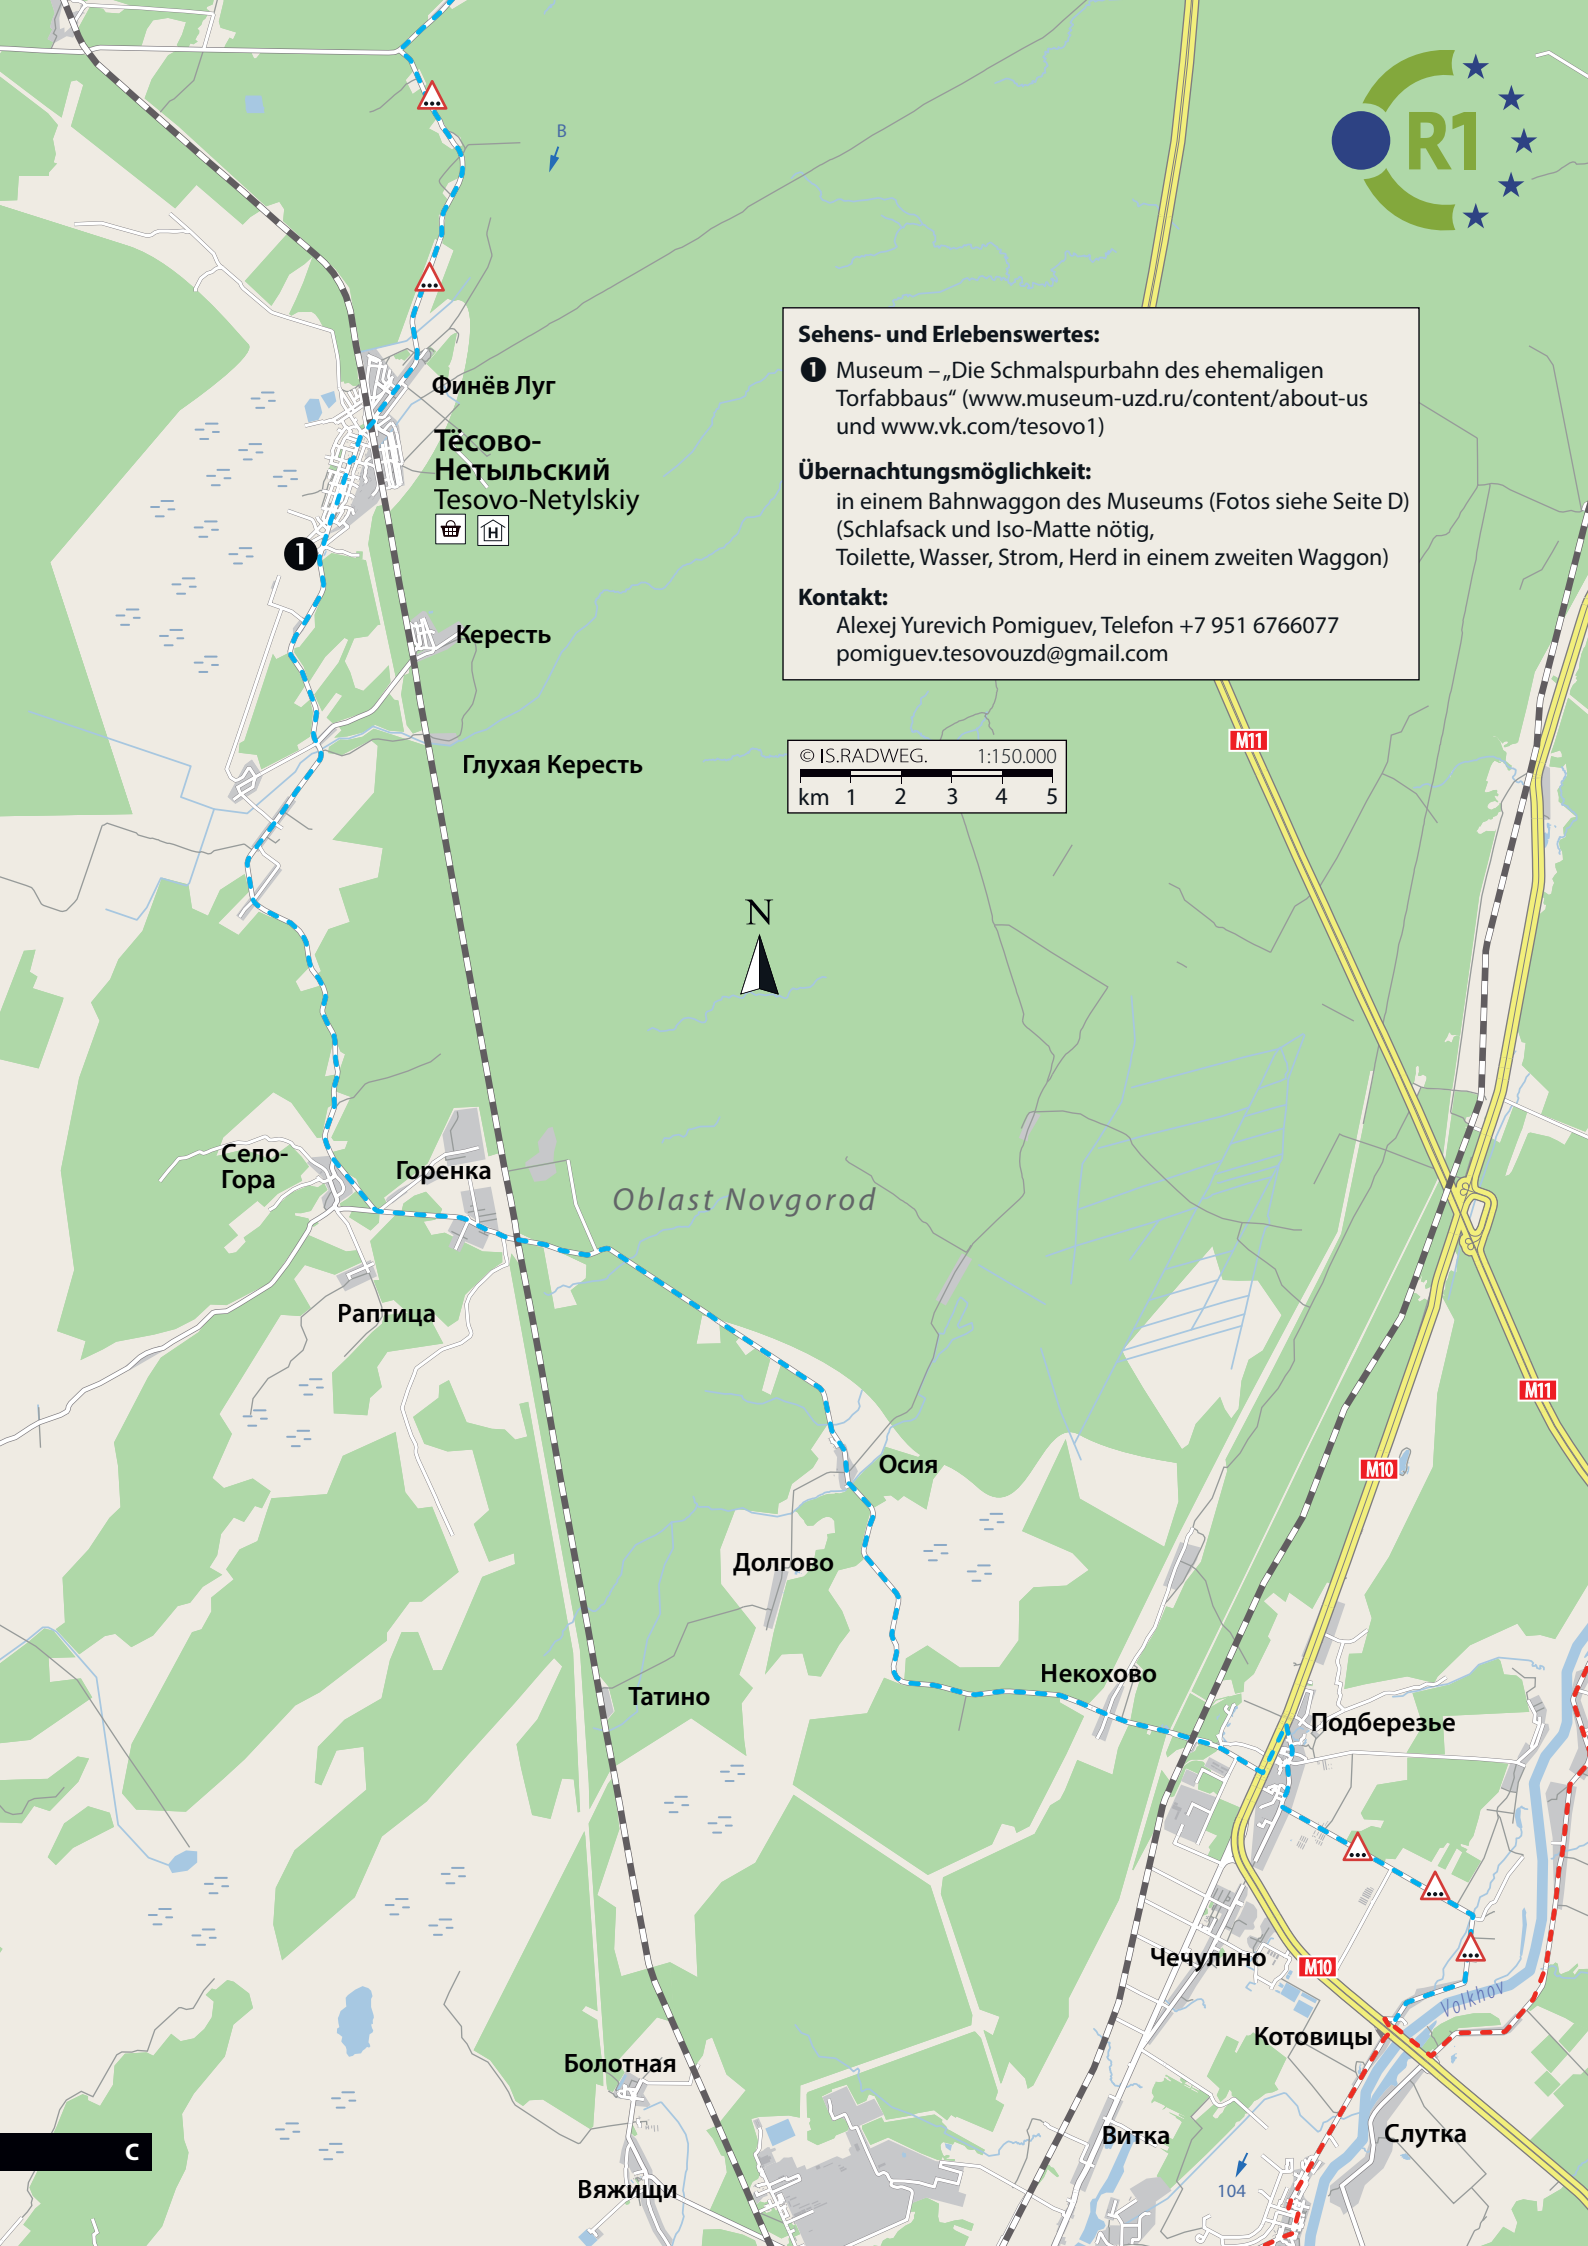 B
R1
Финёв Луг
Тёсово-
Нетыльский
Tesovo-Netylskiy
H
1
Кересть
Глухая Кересть
Sehens- und Erlebenswertes:
1 Museum – „Die Schmalspurbahn des ehemaligen
Torfabbaus“ (www.museum-uzd.ru/content/about-us
und www.vk.com/tesovo1)
Übernachtungsmöglichkeit:
in einem Bahnwaggon des Museums (Fotos siehe Seite D)
(Schlafsack und Iso-Matte nötig,
Toilette, Wasser, Strom, Herd in einem zweiten Waggon)
Kontakt:
Alexej Yurevich Pomiguev, Telefon +7 951 6766077
pomiguev.tesovouzd@gmail.com
M11
© IS.RADWEG. 1:150.000
km 1 2 3 4 5
N
Село-
Гора
Горенка
Oblast Novgorod
Раптица
M11
M10
Осия
Долгово
Некохово
Татино
Подберезье
Чечулино
M10
Volkhov
Котовицы
Болотная
Витка
Слутка
C
Вяжищи
104